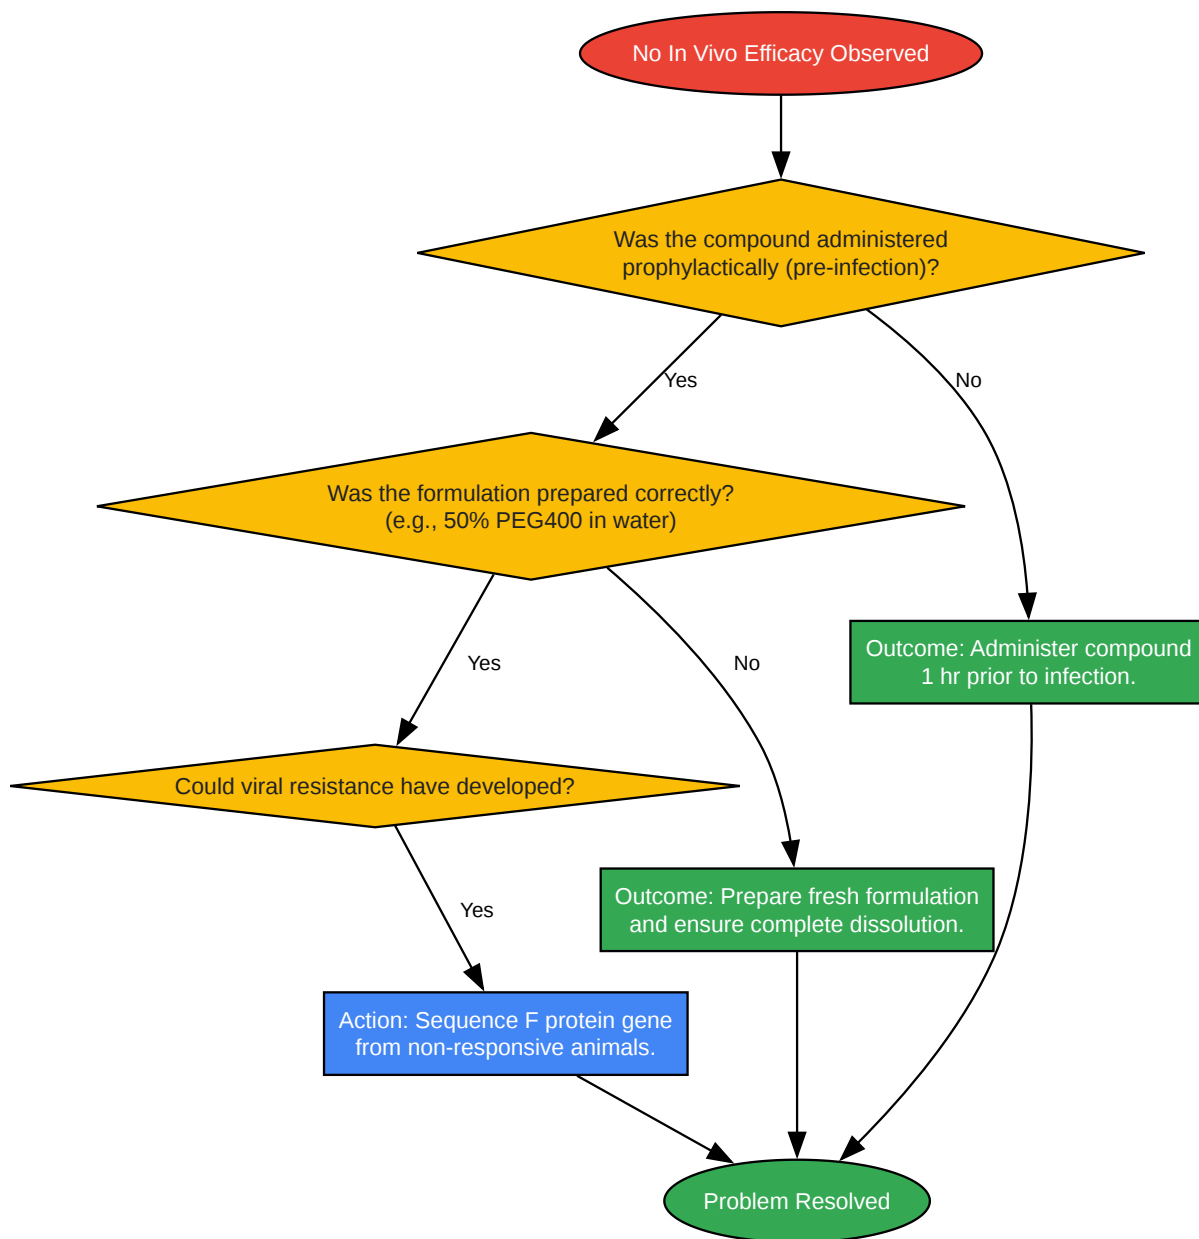 No In Vivo Efficacy Observed
Was the compound administered
prophylactically (pre-infection)?
Yes
No
Was the formulation prepared correctly?
(e.g., 50% PEG400 in water)
Outcome: Administer compound
1 hr prior to infection.
Yes
No
Could viral resistance have developed?
Outcome: Prepare fresh formulation
and ensure complete dissolution.
Yes
Action: Sequence F protein gene
from non-responsive animals.
Problem Resolved